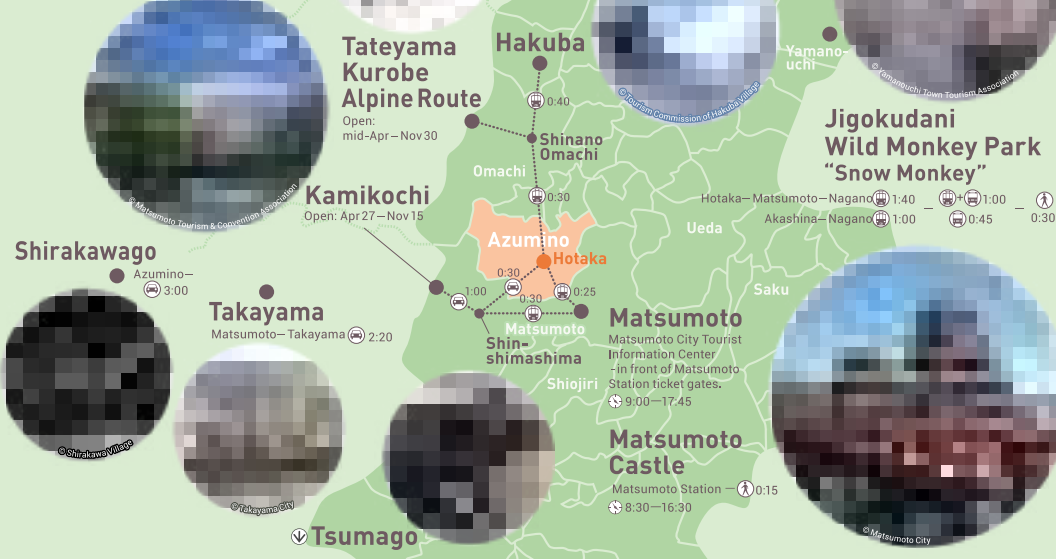 Tateyama
Kurobe
Alpine Route
Open:
mid-Apr—Nov 30
Hakuba
0:40
Shinano
Omachi
Omachi
0:30
© Tourism Commission of Hakuba Village
Yamano-
uchi
© Yamanouchi Town Tourism Association
Jigokudani
Wild Monkey Park
“Snow Monkey”
Hotaka—Matsumoto—Nagano 1:40 — + 1:00 —
Akashina—Nagano 1:00 0:45 0:30
© Matsumoto Tourism & Convention Association
Kamikochi
Open: Apr 27—Nov 15
Azumino
Hotaka
Ueda
Saku
Shirakawago
Azumino—
3:00
© Shirakawa Village
Takayama
Matsumoto—Takayama 2:20
© Takayama City
1:00
0:30
0:30
0:25
Shin-
shimashima
Matsumoto
Shiojiri
Matsumoto
Matsumoto City Tourist
Information Center
-in front of Matsumoto
Station ticket gates.
9:00—17:45
Matsumoto
Castle
Matsumoto Station — 0:15
8:30—16:30
© Matsumoto City
Tsumago